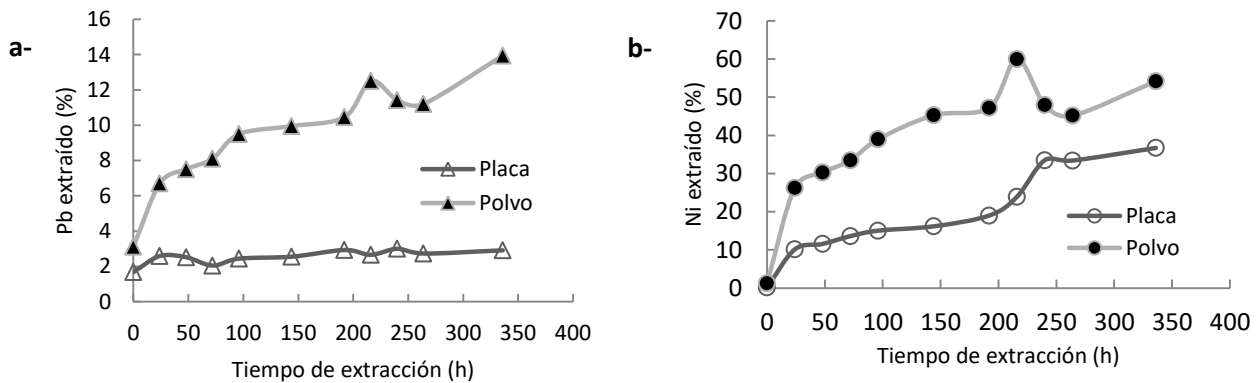 a-
Pb extraído (%)
16
14
12
10
8
6
4
2
0
Placa
Polvo
0 50 100 150 200 250 300 350 400
Tiempo de extracción (h)
b-
Ni extraído (%)
70
60
50
40
30
20
10
0
Placa
Polvo
0 50 100 150 200 250 300 350 400
Tiempo de extracción (h)